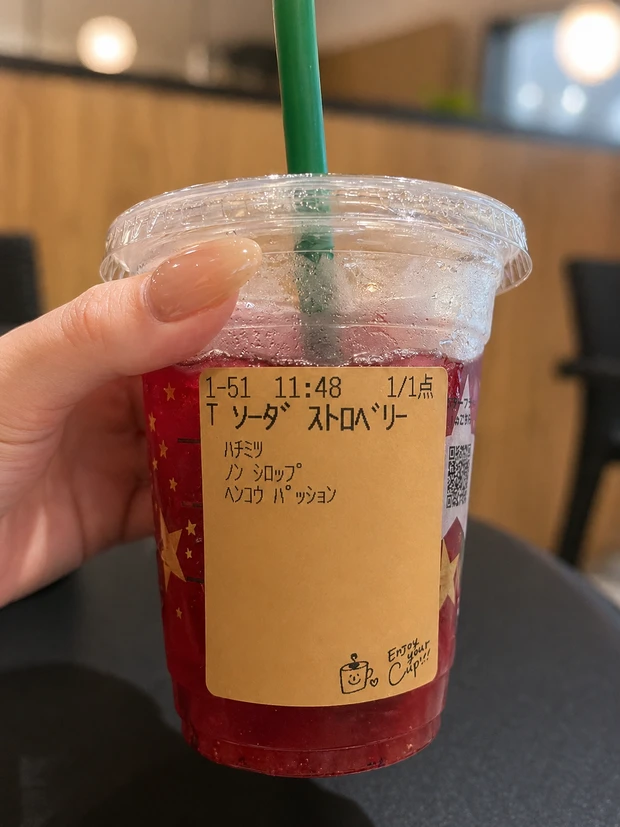 1-51 11:48 1/1点
T ソーダ ストロベリー
ハチミツ
ノン シロップ
ヘンコウ パッション
Enjoy
your
Cup!!!